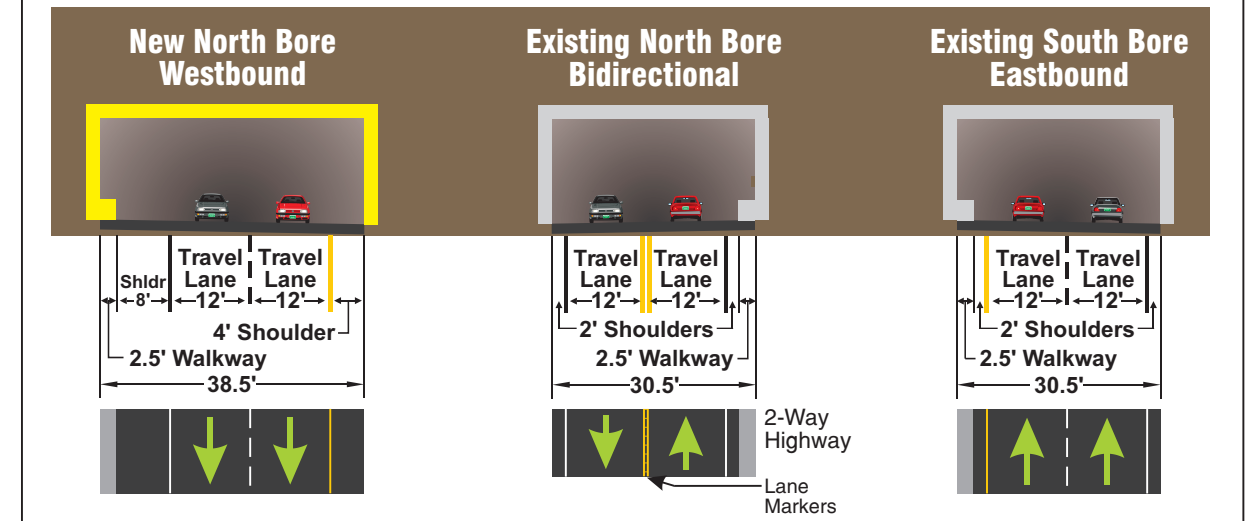 New North Bore
Westbound
Existing North Bore
Bidirectional
Existing South Bore
Eastbound
Shldr
8'
Travel
Lane
12'
Travel
Lane
12'
4' Shoulder
2.5' Walkway
38.5'
Travel
Lane
12'
Travel
Lane
12'
2' Shoulders
2.5' Walkway
30.5'
2-Way
Highway
Lane
Markers
Travel
Lane
12'
Travel
Lane
12'
2' Shoulders
2.5' Walkway
30.5'